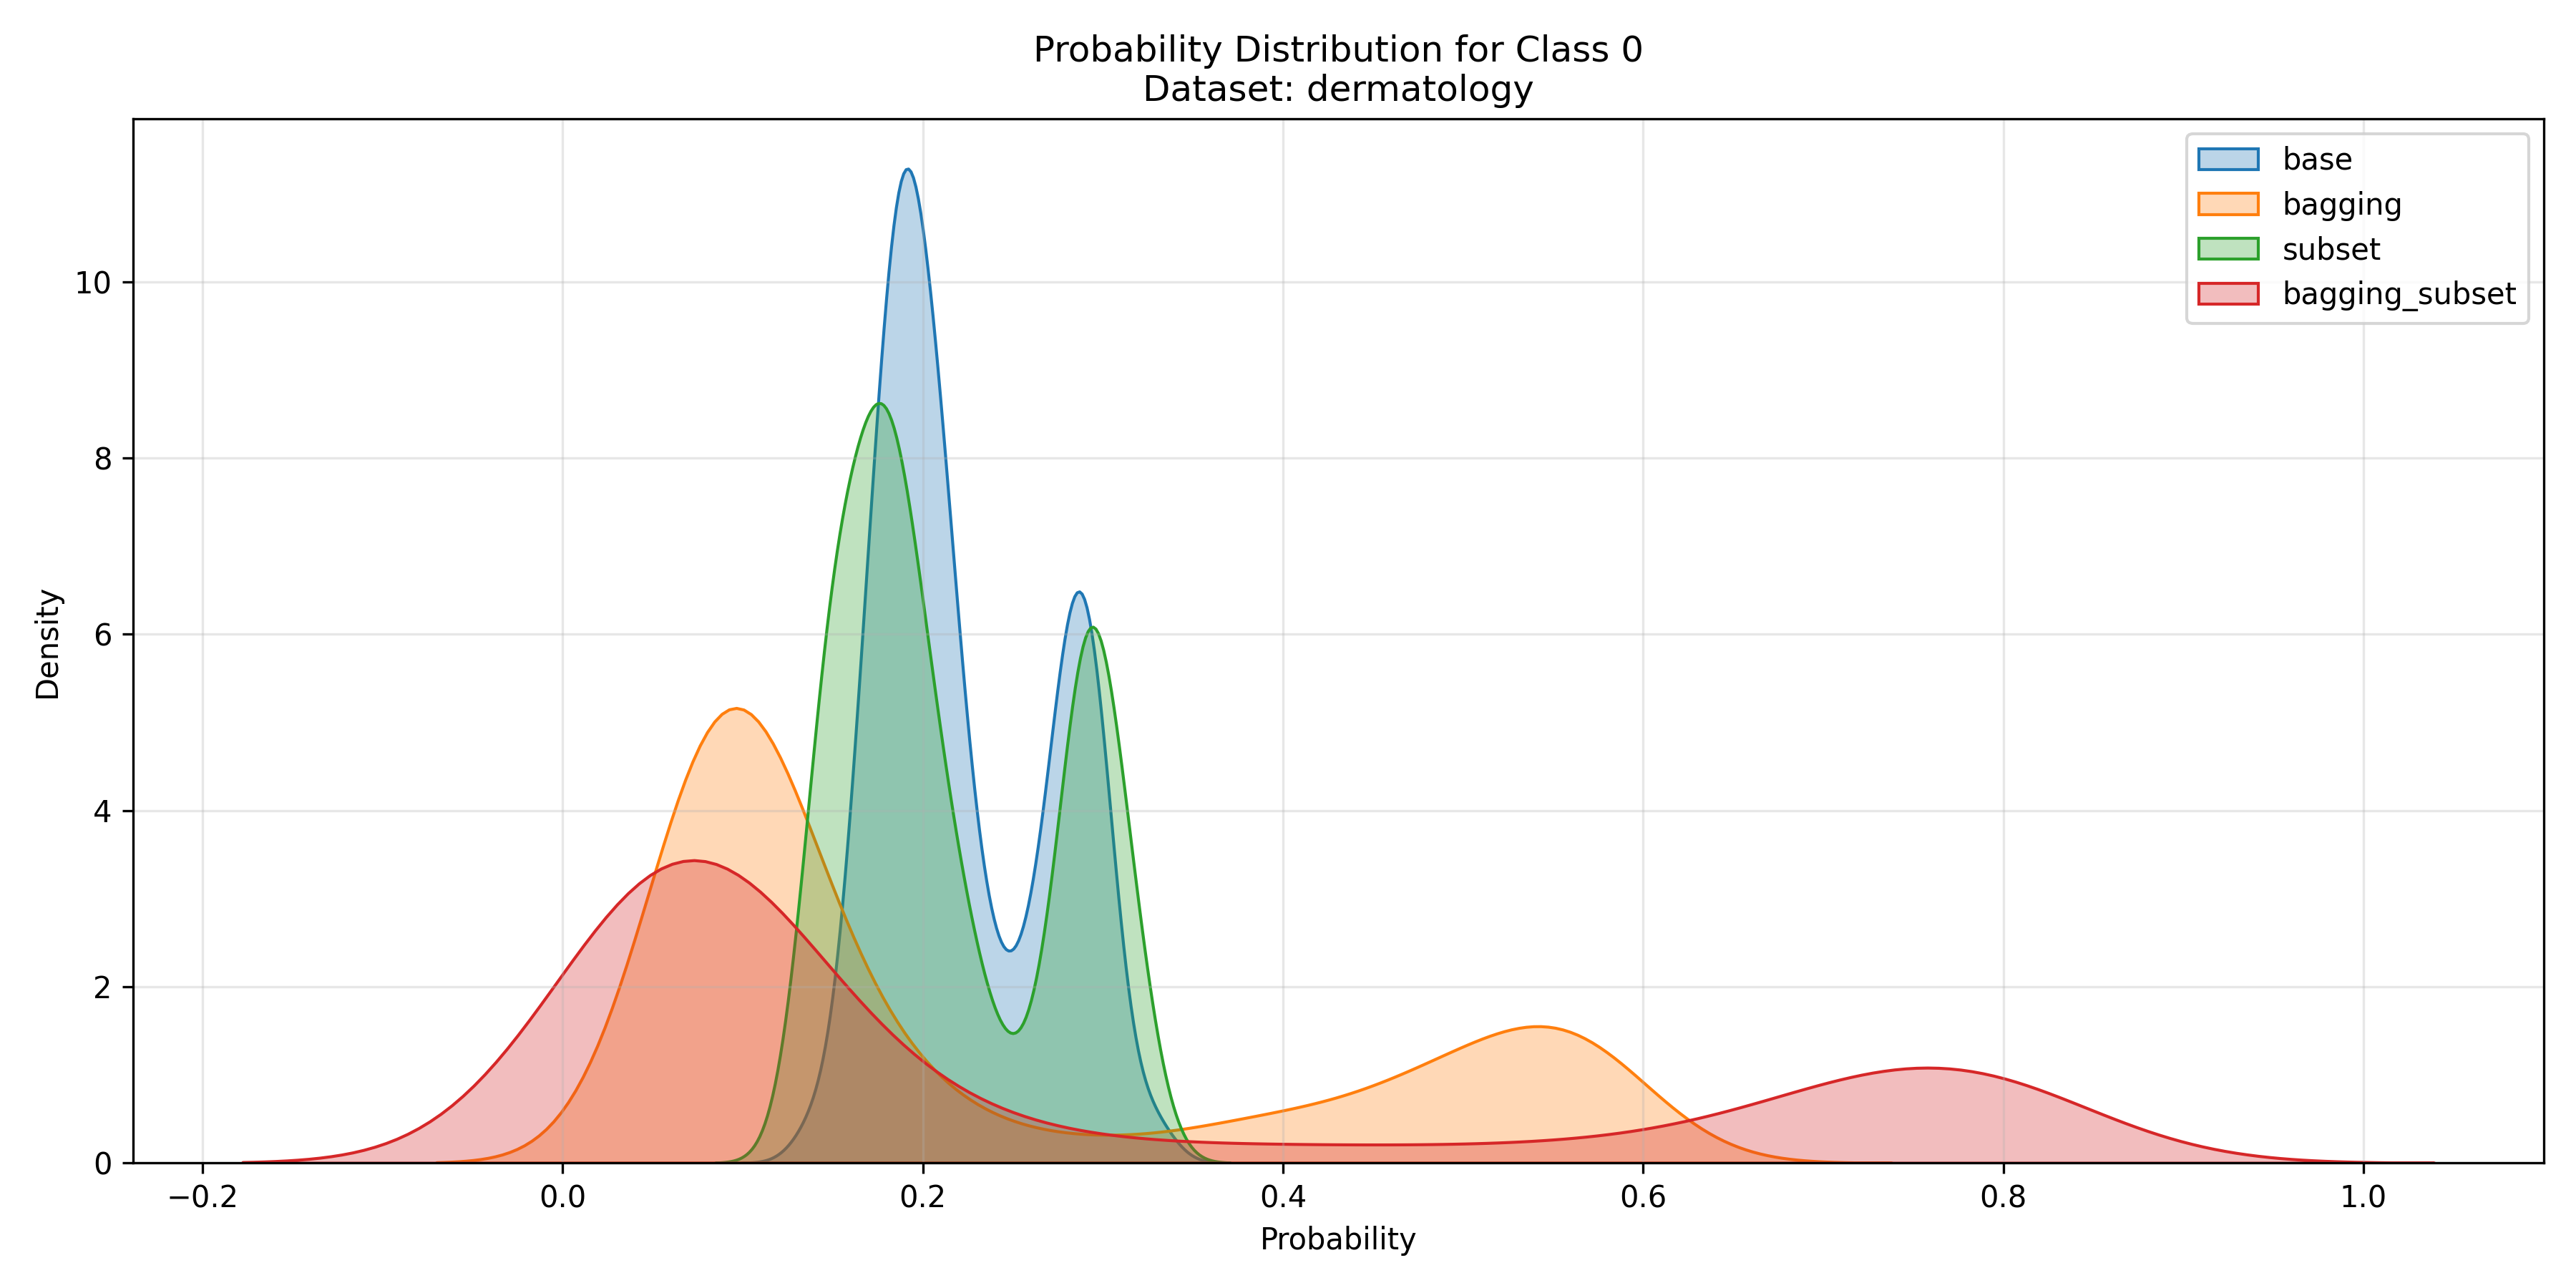 Probability Distribution for Class 0
Dataset: dermatology
base
bagging
subset
bagging_subset
Density
10
8
6
4
2
0
−0.2
0.0
0.2
0.4
0.6
0.8
1.0
Probability